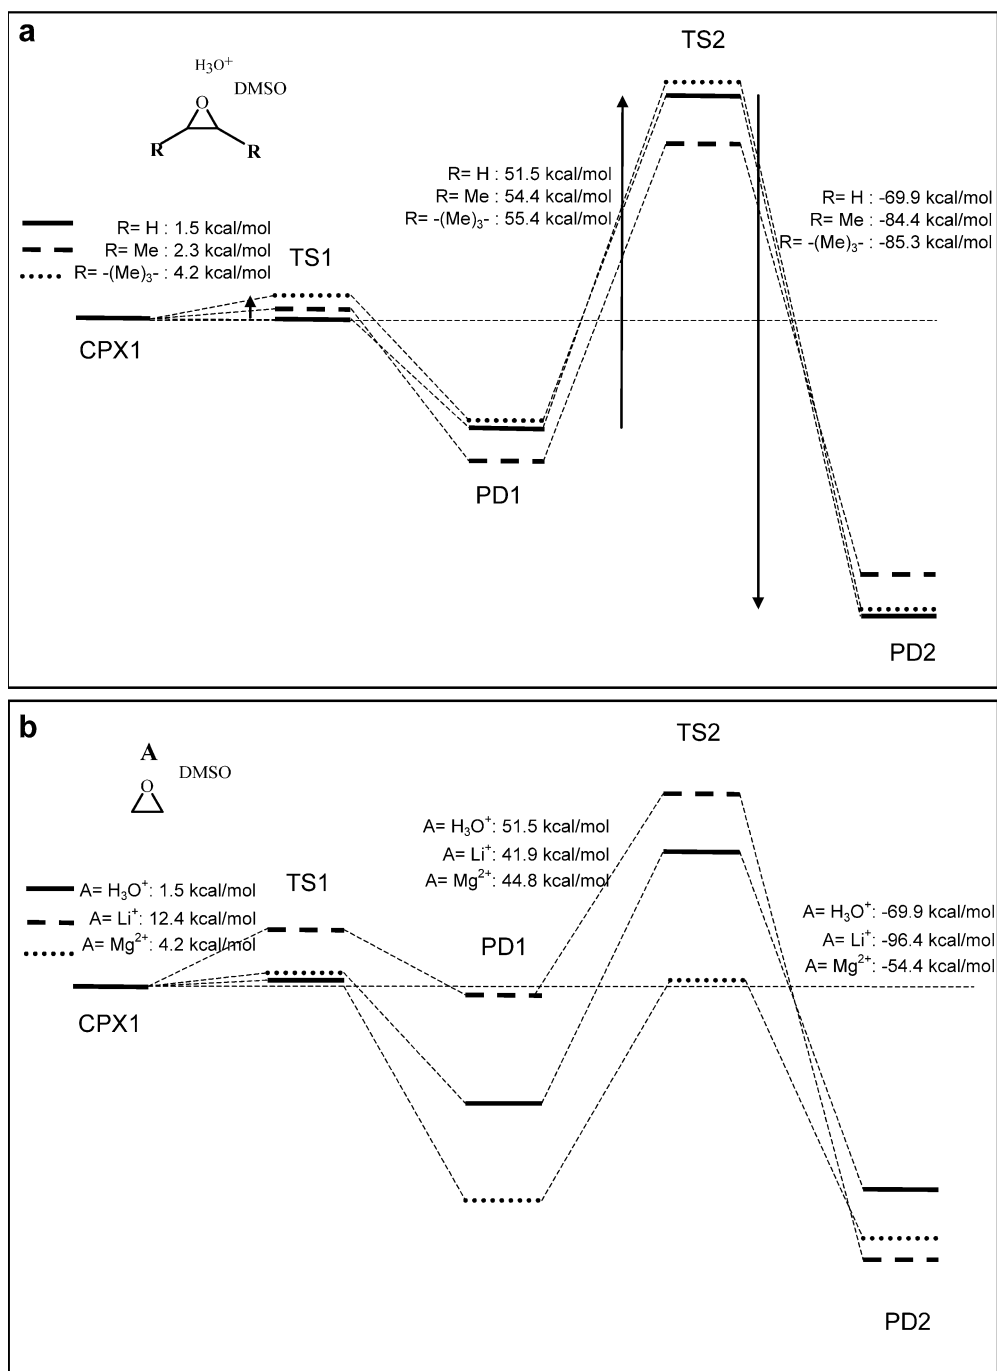 a
TS2
H₃O⁺
DMSO
O
R R
R= H : 51.5 kcal/mol
R= Me : 54.4 kcal/mol
R= -(Me)₃- : 55.4 kcal/mol
R= H : -69.9 kcal/mol
R= Me : -84.4 kcal/mol
R= -(Me)₃- : -85.3 kcal/mol
R= H : 1.5 kcal/mol
R= Me : 2.3 kcal/mol
R= -(Me)₃- : 4.2 kcal/mol
TS1
CPX1
PD1
PD2
b
TS2
A
DMSO
O
A= H₃O⁺: 51.5 kcal/mol
A= Li⁺: 41.9 kcal/mol
A= Mg²⁺: 44.8 kcal/mol
TS1
A= H₃O⁺: 1.5 kcal/mol
A= Li⁺: 12.4 kcal/mol
A= Mg²⁺: 4.2 kcal/mol
PD1
A= H₃O⁺: -69.9 kcal/mol
A= Li⁺: -96.4 kcal/mol
A= Mg²⁺: -54.4 kcal/mol
CPX1
PD2